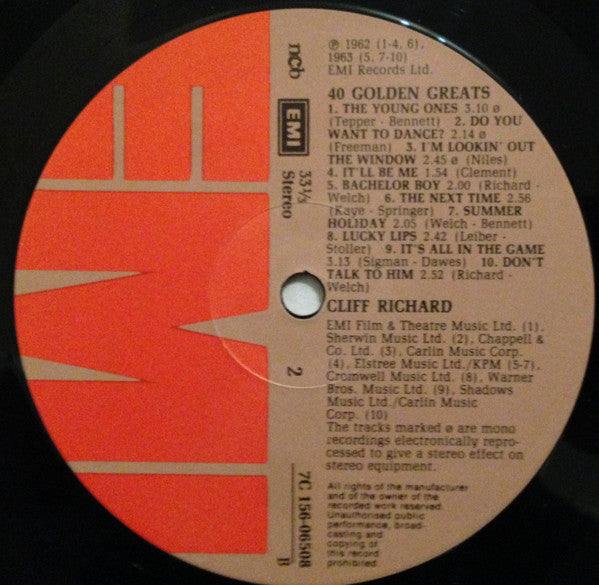 ℗ 1962 (1-4, 6),
1963 (5, 7-10)
EMI Records Ltd.
40 GOLDEN GREATS
1. THE YOUNG ONES 3.10 ø
(Tepper - Bennett) 2. DO YOU
WANT TO DANCE? 2.14 ø
(Freeman) 3. I'M LOOKIN' OUT
THE WINDOW 2.45 ø (Niles)
4. IT'LL BE ME 1.54 (Clement)
5. BACHELOR BOY 2.00 (Richard -
Welch) 6. THE NEXT TIME 2.56
(Kaye - Springer) 7. SUMMER
HOLIDAY 2.05 (Welch - Bennett)
8. LUCKY LIPS 2.42 (Leiber -
Stoller) 9. IT'S ALL IN THE GAME
3.13 (Sigman - Dawes) 10. DON'T
TALK TO HIM 2.52 (Richard -
Welch)
CLIFF RICHARD
EMI Film & Theatre Music Ltd. (1),
Sherwin Music Ltd. (2), Chappell &
Co. Ltd. (3), Carlin Music Corp.
(4), Elstree Music Ltd./KPM (5-7),
Cromwell Music Ltd. (8), Warner
Bros. Music Ltd. (9), Shadows
Music Ltd./Carlin Music
Corp. (10)
The tracks marked ø are mono
recordings electronically repro-
cessed to give a stereo effect on
stereo equipment.
All rights of the manufacturer
and of the owner of the
recorded work reserved.
Unauthorised public
performance, broad-
casting and
copying of
this record
prohibited
ncb
EMI
33⅓
Stereo
2
7C 156-06508
B
EMI